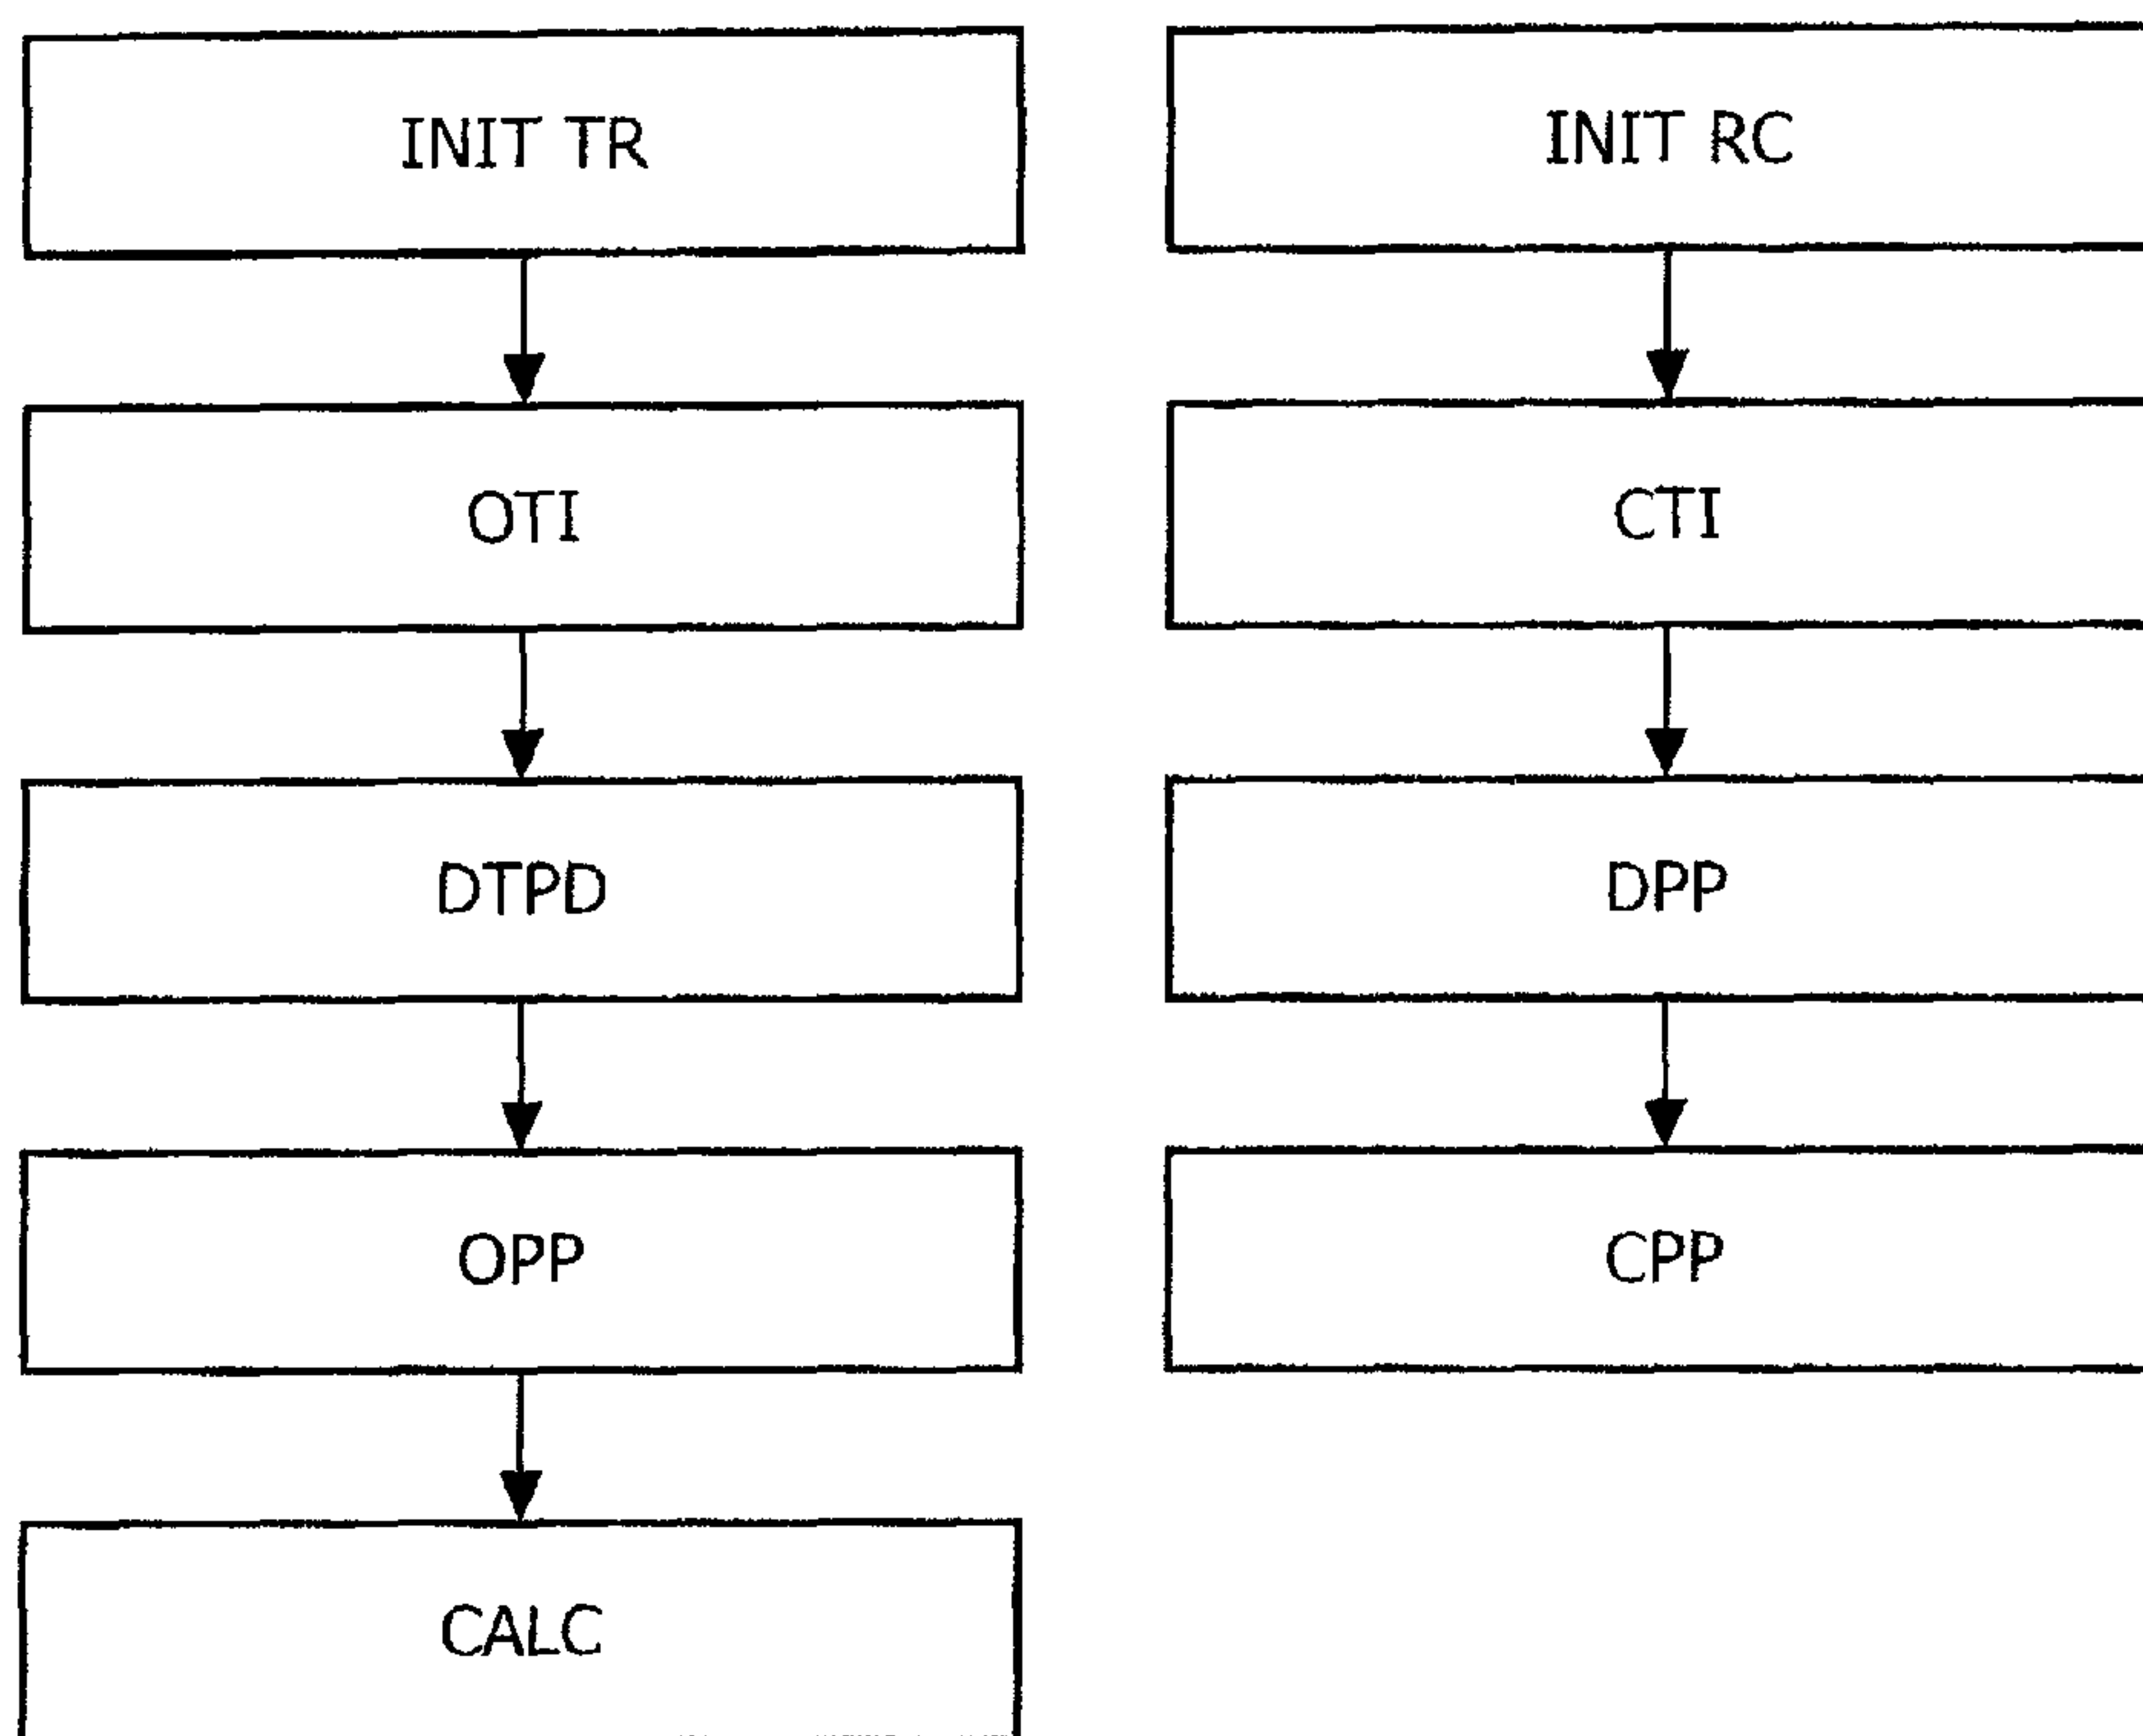 INIT TR
OTI
DTPD
OPP
CALC
INIT RC
CTI
DPP
CPP